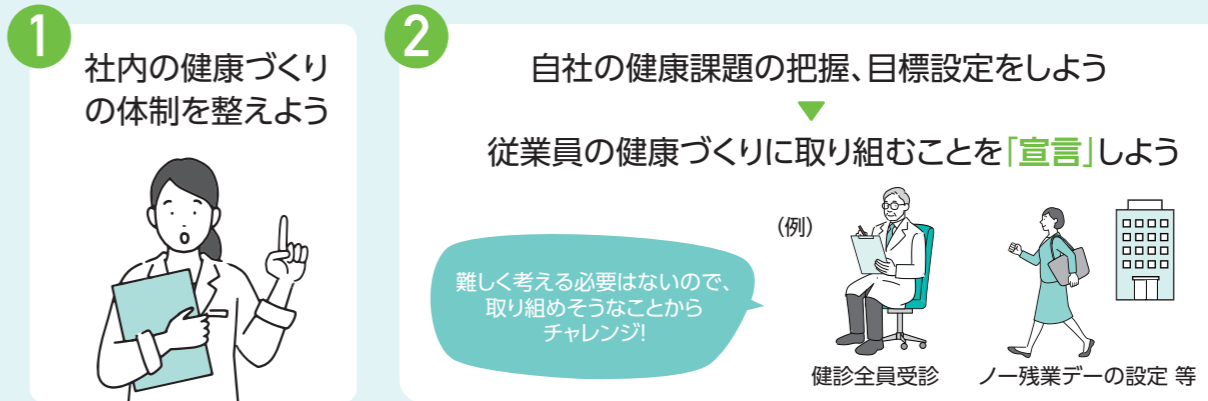 1
社内の健康づくり
の体制を整えよう
2
自社の健康課題の把握、目標設定をしよう
従業員の健康づくりに取り組むことを「宣言」しよう
難しく考える必要はないので、
取り組めそうなことから
チャレンジ!
(例)
健診全員受診
ノー残業デーの設定 等